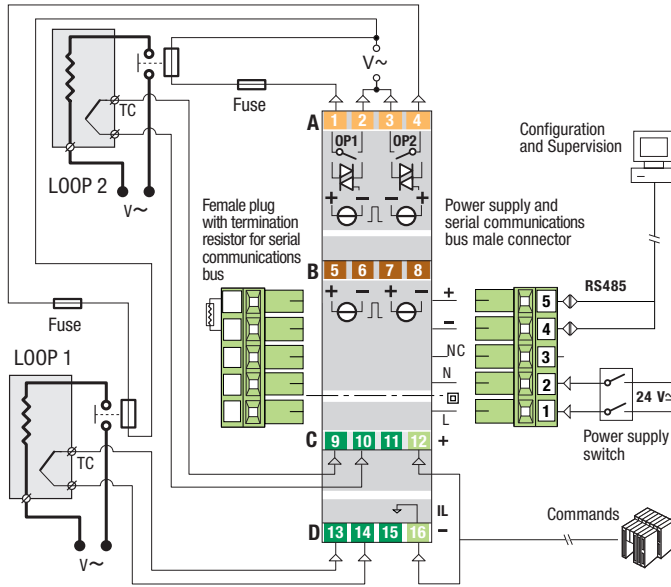 V~
Fuse
A
1 2 3 4
OP1 OP2
+ − − +
TC
LOOP 2
V~
Configuration
and Supervision
Female plug
with termination
resistor for serial
communications
bus
Power supply and
serial communications
bus male connector
B
5 6 7 8
+ − + −
+
−
NC
N
L
5
4
3
2
1
RS485
24 V≂
Power supply
switch
Fuse
LOOP 1
TC
V~
C
9 10 11 12
+
IL
D
13 14 15 16
−
Commands